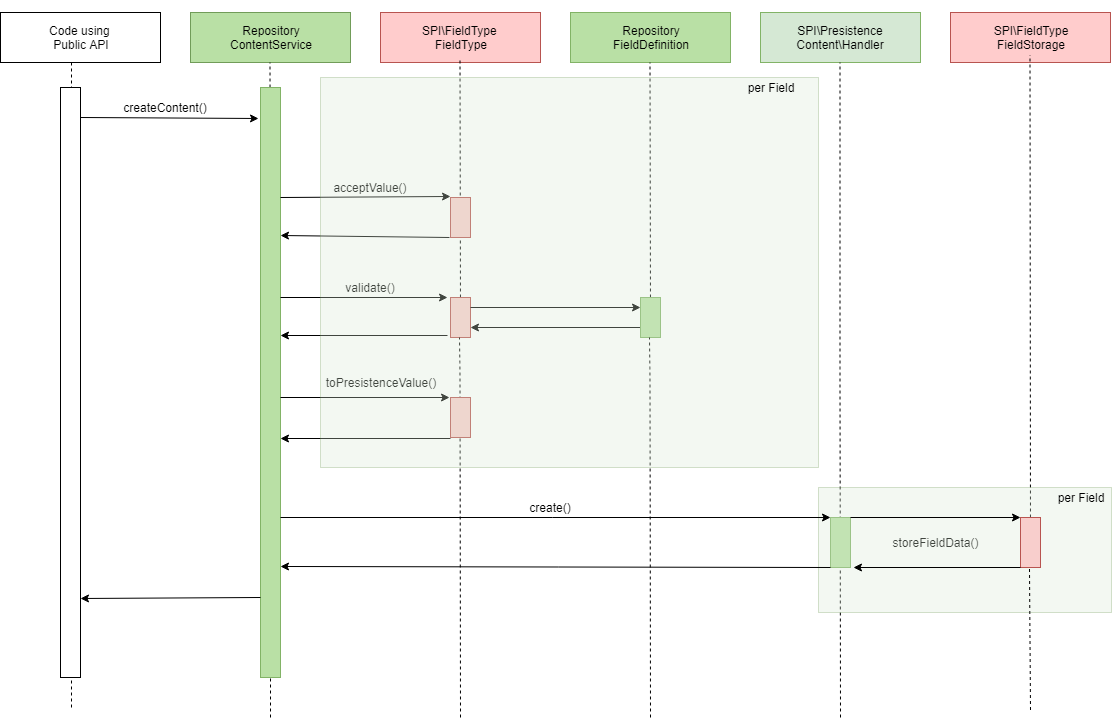 Code using
Public API
Repository
ContentService
SPI\FieldType
FieldType
Repository
FieldDefinition
SPI\Presistence
Content\Handler
SPI\FieldType
FieldStorage
per Field
createContent()
acceptValue()
validate()
toPresistenceValue()
per Field
create()
storeFieldData()